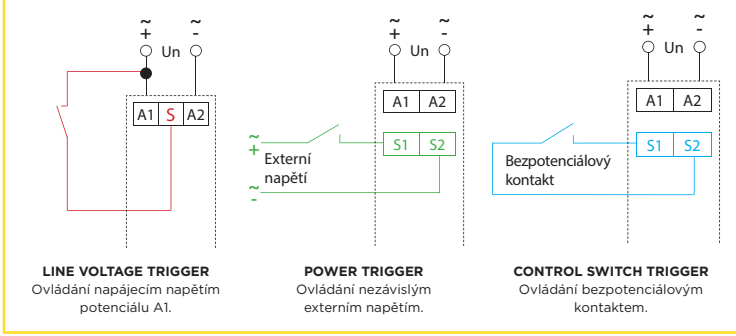 ~ ~
+ Un -
A1 S A2
LINE VOLTAGE TRIGGER
Ovládání napájecím napětím
potenciálu A1.
~ ~
+ Un -
A1 A2
S1 S2
~
+
Externí
napětí
~
-
POWER TRIGGER
Ovládání nezávislým
externím napětím.
~ ~
+ Un -
A1 A2
S1 S2
Bezpotenciálový
kontakt
CONTROL SWITCH TRIGGER
Ovládání bezpotenciálovým
kontaktem.